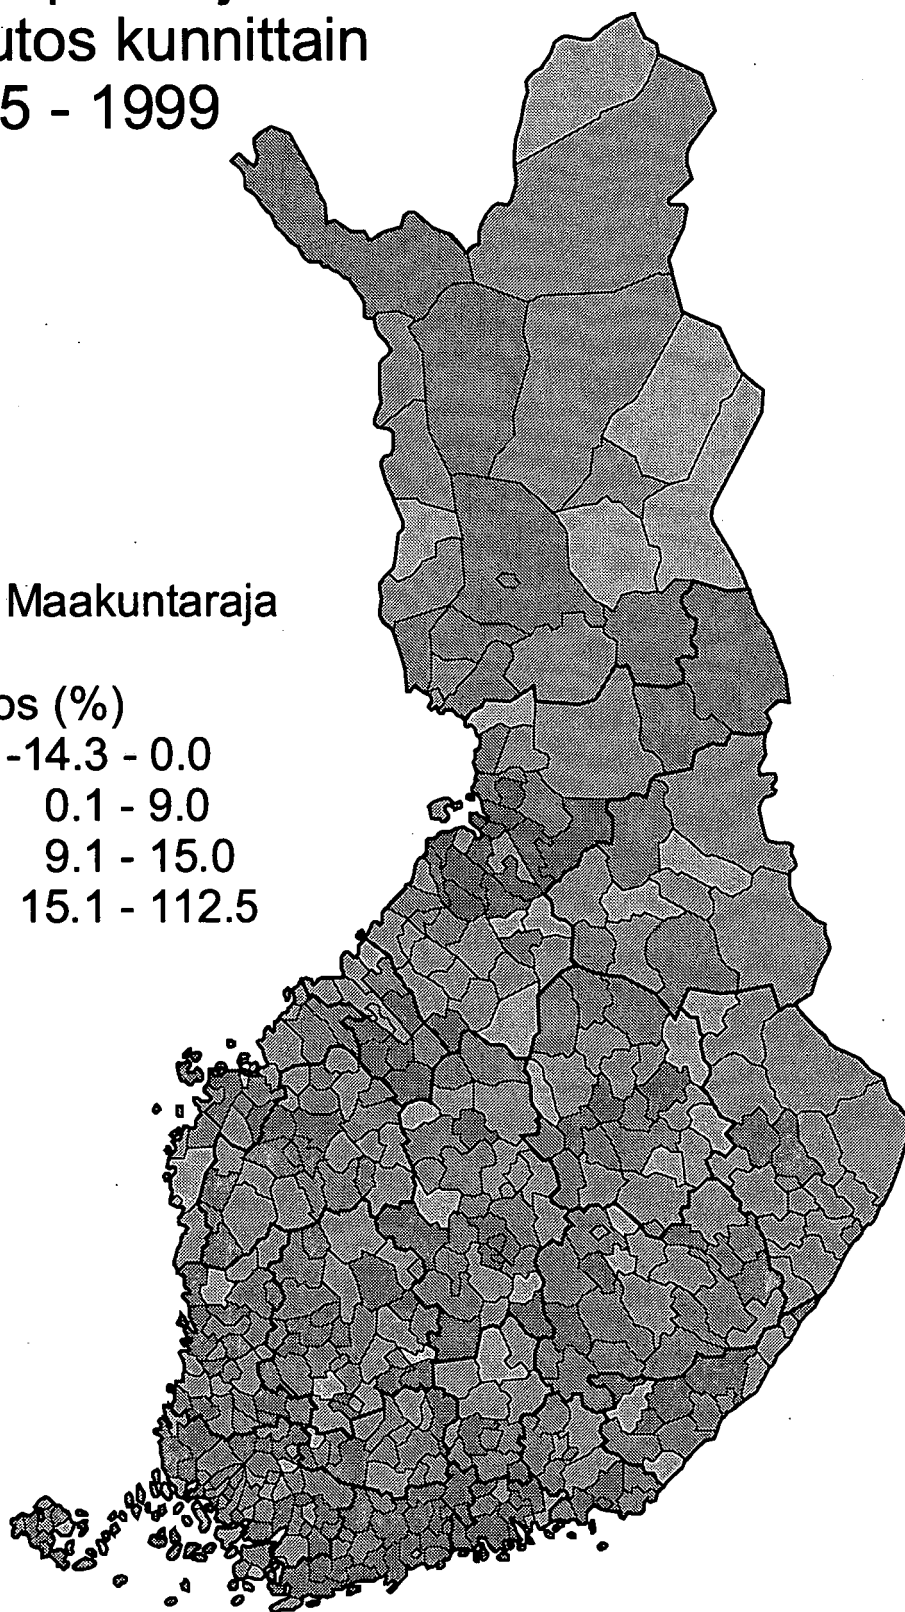 utos kunnittain
5 - 1999
Maakuntaraja
os (%)
-14.3 - 0.0
0.1 - 9.0
9.1 - 15.0
15.1 - 112.5